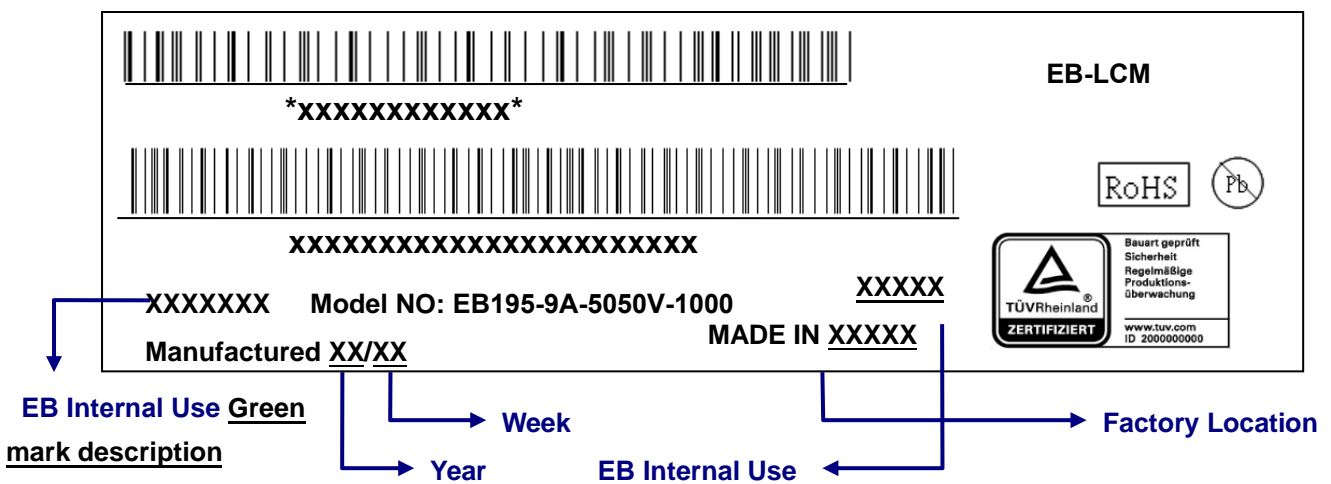 EB-LCM
*xxxxxxxxxxxx*
RoHS
Pb
xxxxxxxxxxxxxxxxxxxxxxx
Bauart geprüft
Sicherheit
Regelmäßige
Produktions-
überwachung
www.tuv.com
ID 2000000000
TÜVRheinland®
ZERTIFIZIERT
XXXXXXX Model NO: EB195-9A-5050V-1000 XXXXX
Manufactured XX/XX MADE IN XXXXX
EB Internal Use Green
mark description
Week
Year
EB Internal Use
Factory Location